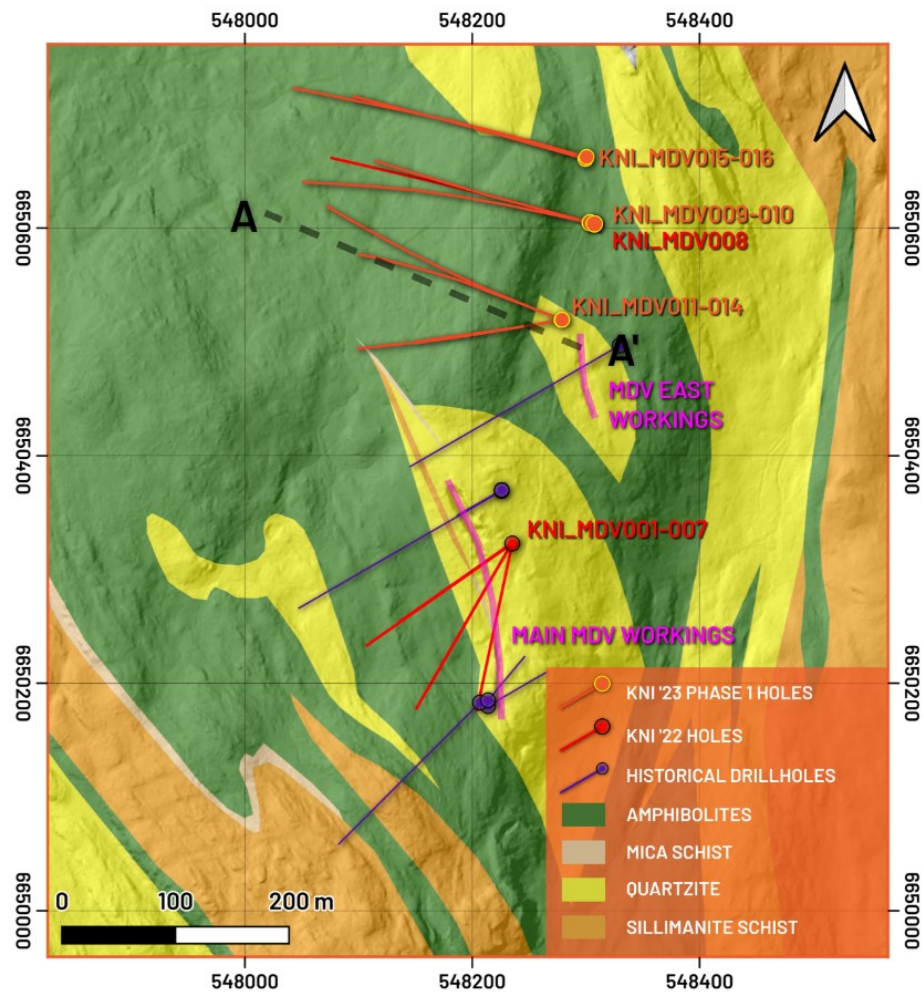 548000 548200 548400
KNI_MDV015-016
6650600
A
KNI_MDV009-010
6650600
KNI_MDV008
KNI_MDV011-014
A'
MDV EAST
WORKINGS
6650400
6650400
KNI_MDV001-007
MAIN MDV WORKINGS
6650200
6650200
KNI '23 PHASE 1 HOLES
KNI '22 HOLES
HISTORICAL DRILLHOLES
AMPHIBOLITES
MICA SCHIST
QUARTZITE
SILLIMANITE SCHIST
0 100 200 m
6650000
6650000
548000 548200 548400